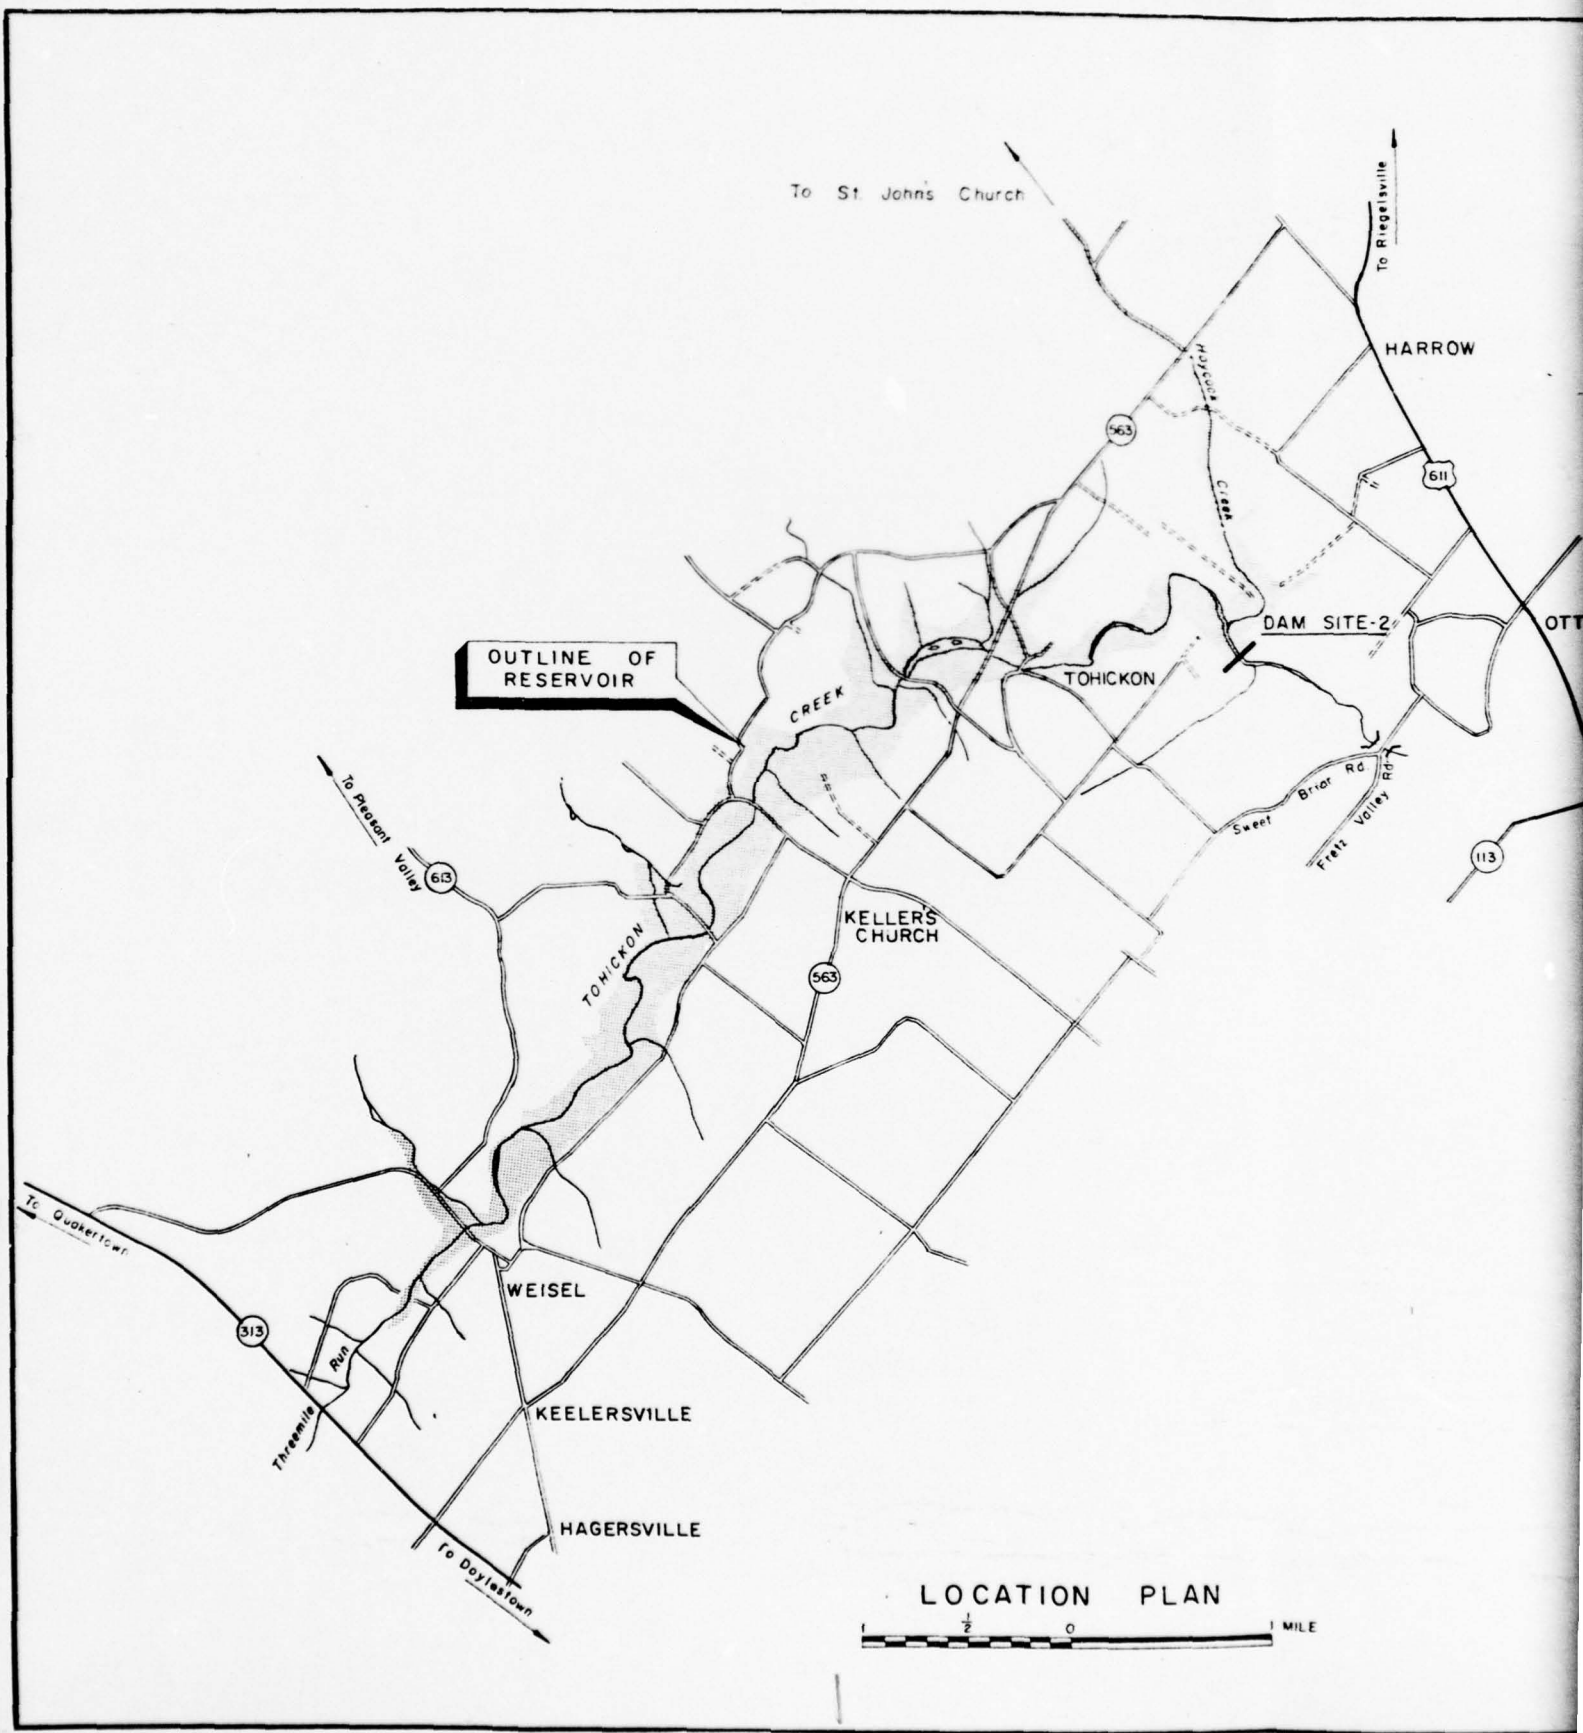 To St. John's Church
To Riegelsville
HARROW
Haycock
563
611
Creek
DAM SITE-2
OTT
OUTLINE OF
RESERVOIR
TOHICKON
CREEK
To Pleasant Valley
613
Sweet Briar Rd.
Fretz Valley Rd.
113
KELLER'S
CHURCH
TOHICKON
563
To Quakertown
WEISEL
313
Run
Threemile
KEELERSVILLE
HAGERSVILLE
To Doylestown
LOCATION PLAN
1 1/2 0 1 MILE